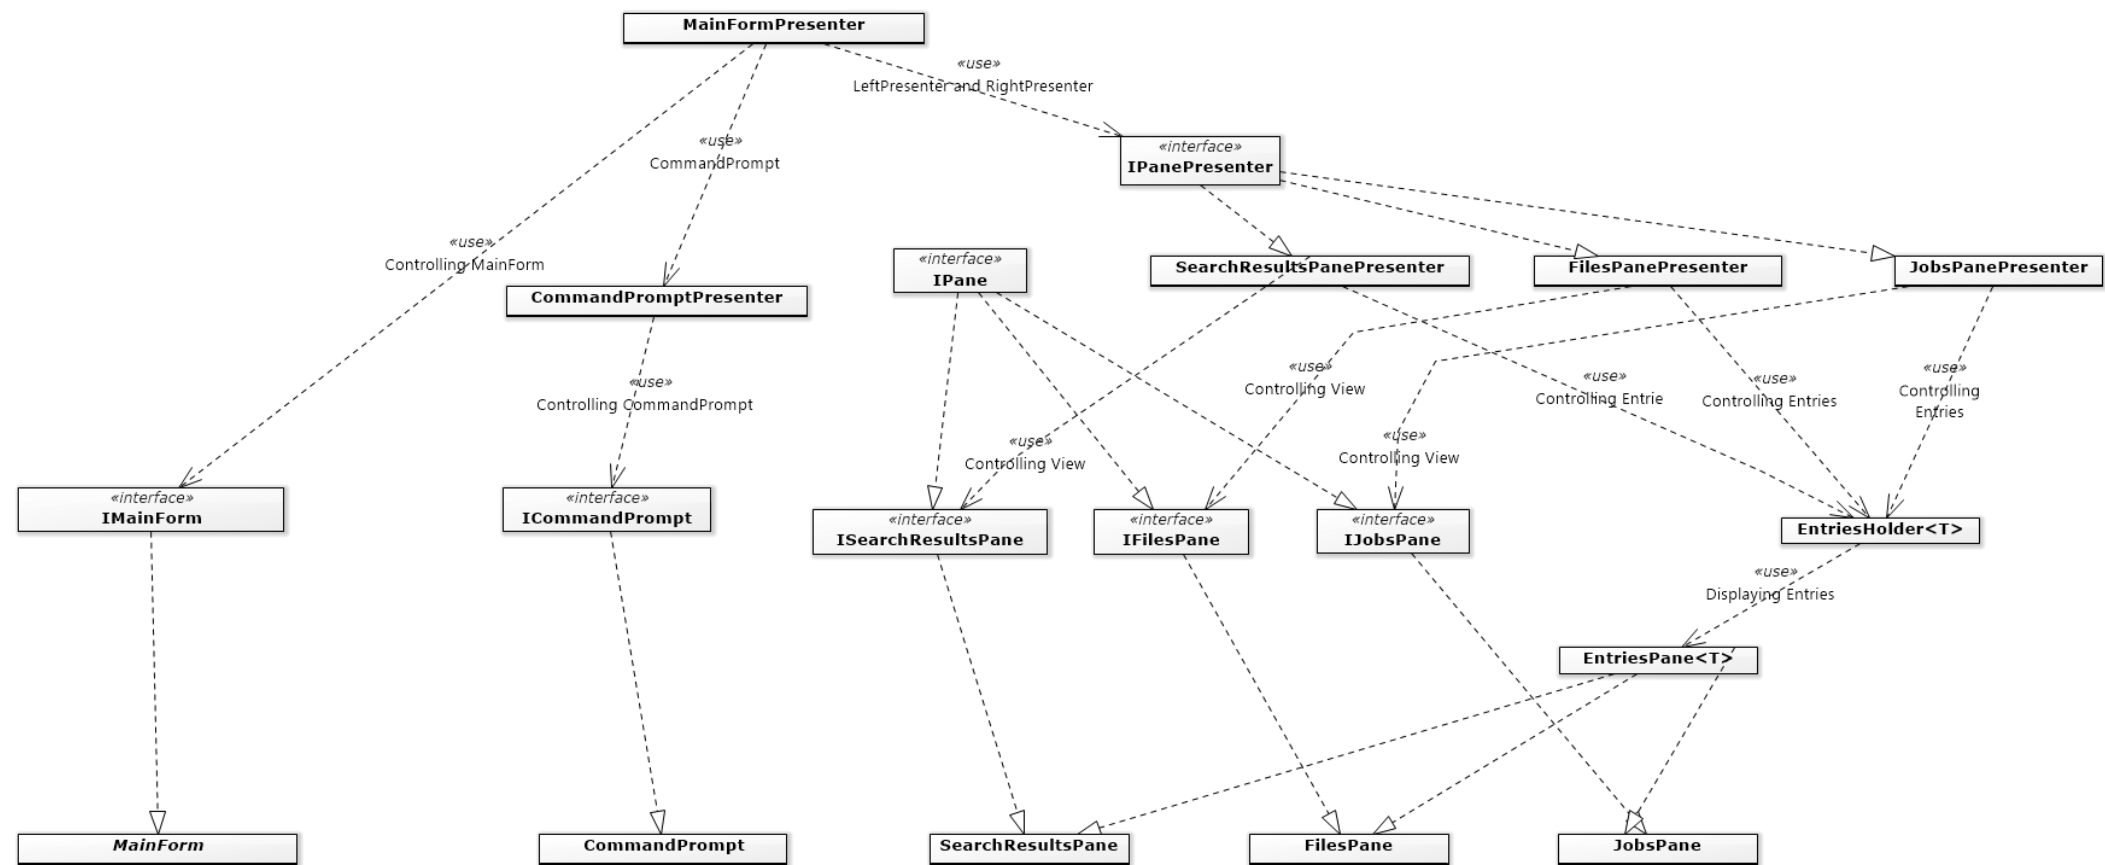 MainFormPresenter
«use»
LeftPresenter and RightPresenter
«use»
CommandPrompt
«interface»
IPanePresenter
«use»
Controlling MainForm
«interface»
IPane
SearchResultsPanePresenter
FilesPanePresenter
JobsPanePresenter
CommandPromptPresenter
«use»
Controlling CommandPrompt
«use»
Controlling View
«use»
Controlling Entrie
«use»
Controlling Entries
«use»
Controlling
Entries
«use»
Controlling View
«use»
Controlling View
«interface»
IMainForm
«interface»
ICommandPrompt
«interface»
ISearchResultsPane
«interface»
IFilesPane
«interface»
IJobsPane
EntriesHolder<T>
«use»
Displaying Entries
EntriesPane<T>
MainForm
CommandPrompt
SearchResultsPane
FilesPane
JobsPane